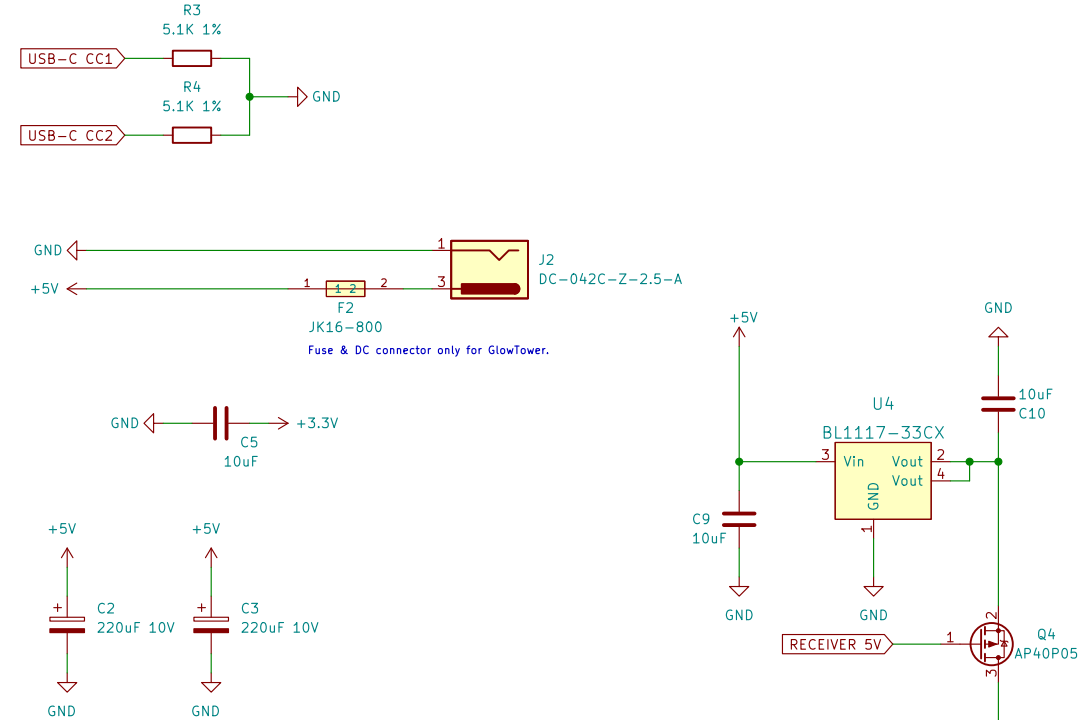 R3
5.1K 1%
USB-C CC1
R4
5.1K 1%
GND
USB-C CC2
GND
1
J2
DC-042C-Z-2.5-A
+5V
1
1 2
2
3
F2
JK16-800
Fuse & DC connector only for GlowTower.
GND
+3.3V
C5
10uF
+5V
+
C2
220uF 10V
GND
+5V
+
C3
220uF 10V
GND
+5V
GND
10uF
C10
U4
BL1117-33CX
3
Vin
Vout
2
Vout
4
GND
1
C9
10uF
GND
GND
RECEIVER 5V
1
2
3
Q4
AP40P05